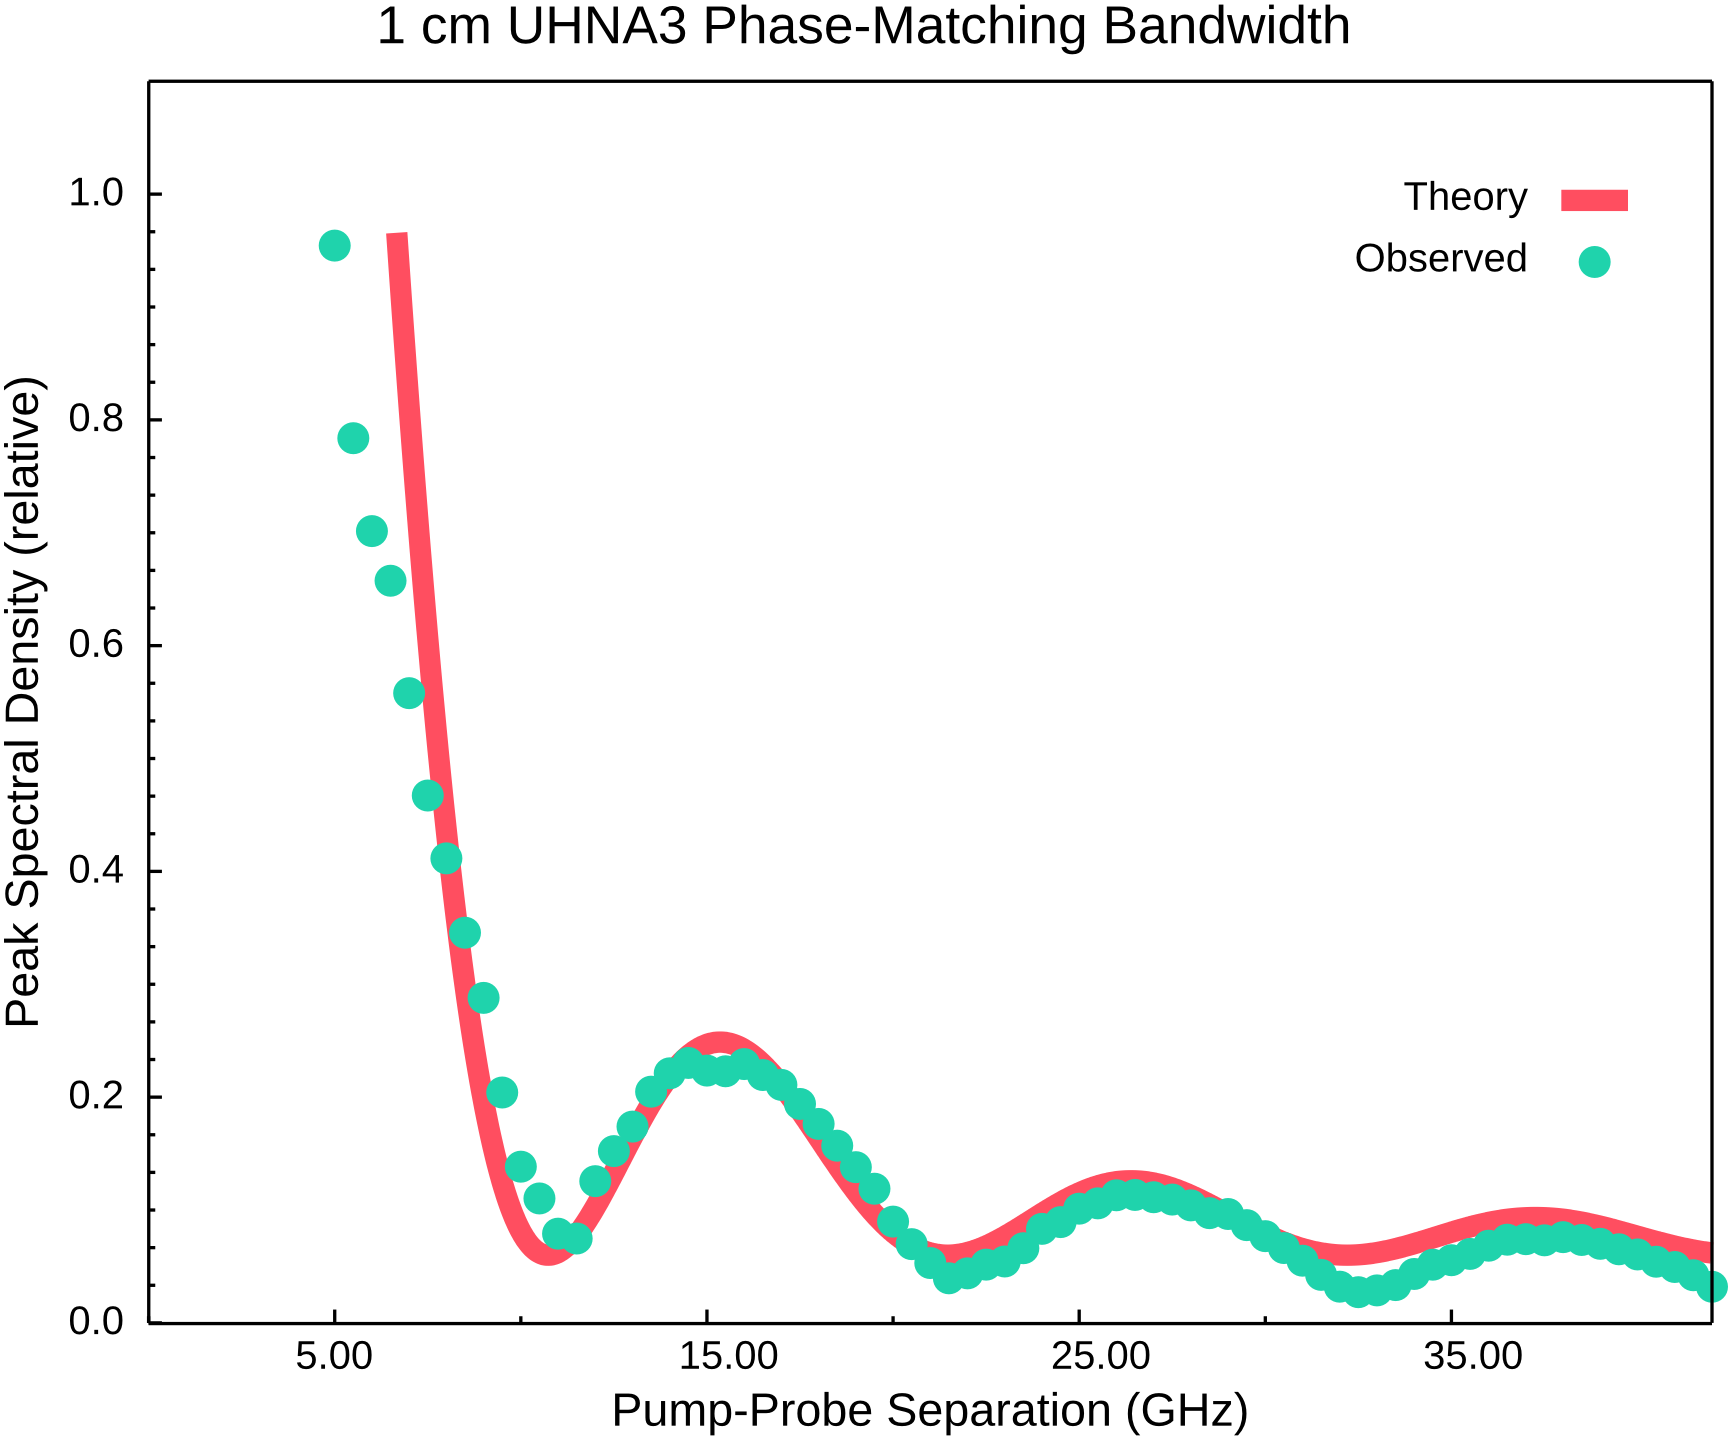 1 cm UHNA3 Phase-Matching Bandwidth
1.0
0.8
0.6
0.4
0.2
0.0
Peak Spectral Density (relative)
Theory
Observed
5.00
15.00
25.00
35.00
Pump-Probe Separation (GHz)